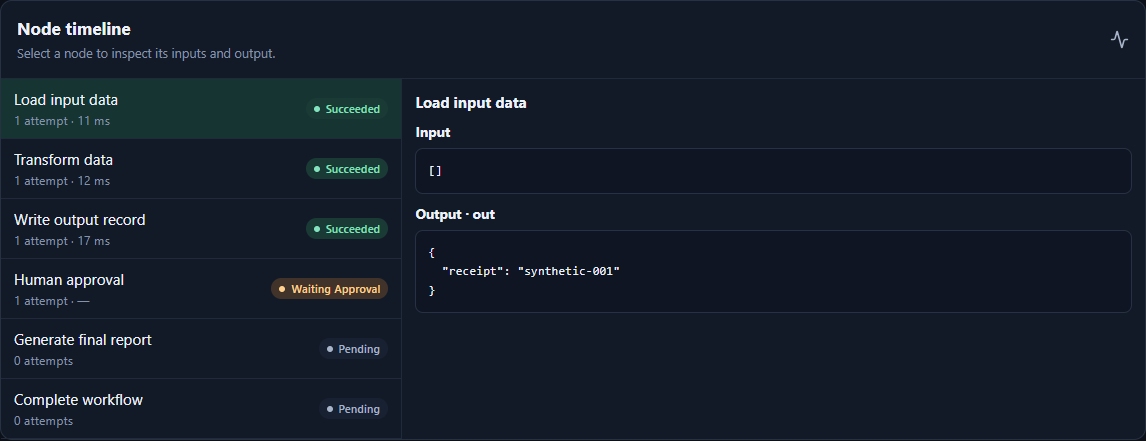 Node timeline
Select a node to inspect its inputs and output.
Load input data
Succeeded
1 attempt · 11 ms
Transform data
Succeeded
1 attempt · 12 ms
Write output record
Succeeded
1 attempt · 17 ms
Human approval
Waiting Approval
1 attempt · —
Generate final report
Pending
0 attempts
Complete workflow
Pending
0 attempts
Load input data
Input
[]
Output · out
{
  "receipt": "synthetic-001"
}